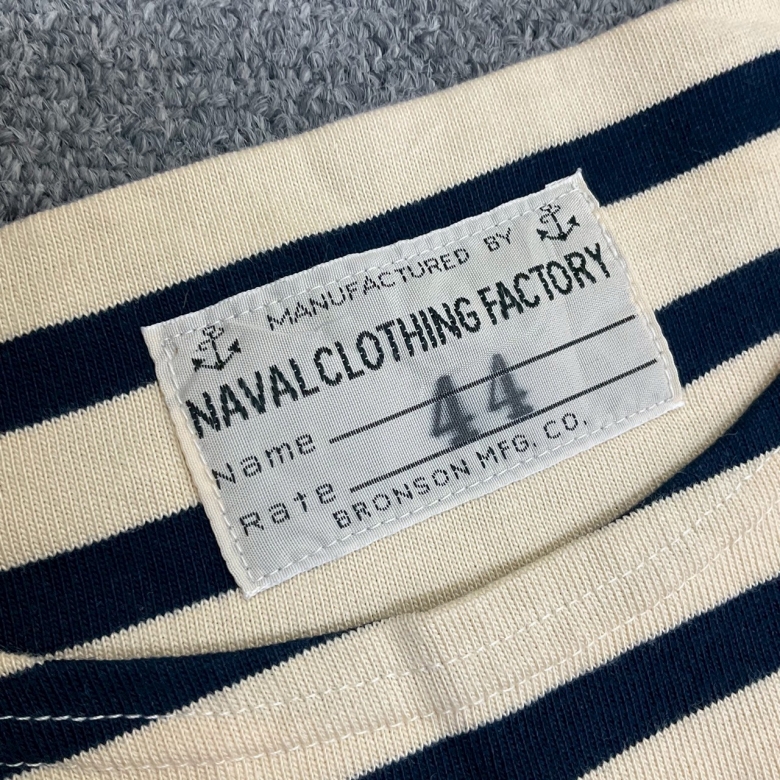 MANUFACTURED BY
NAVAL CLOTHING FACTORY
Name
44
Rate
BRONSON MFG. CO.